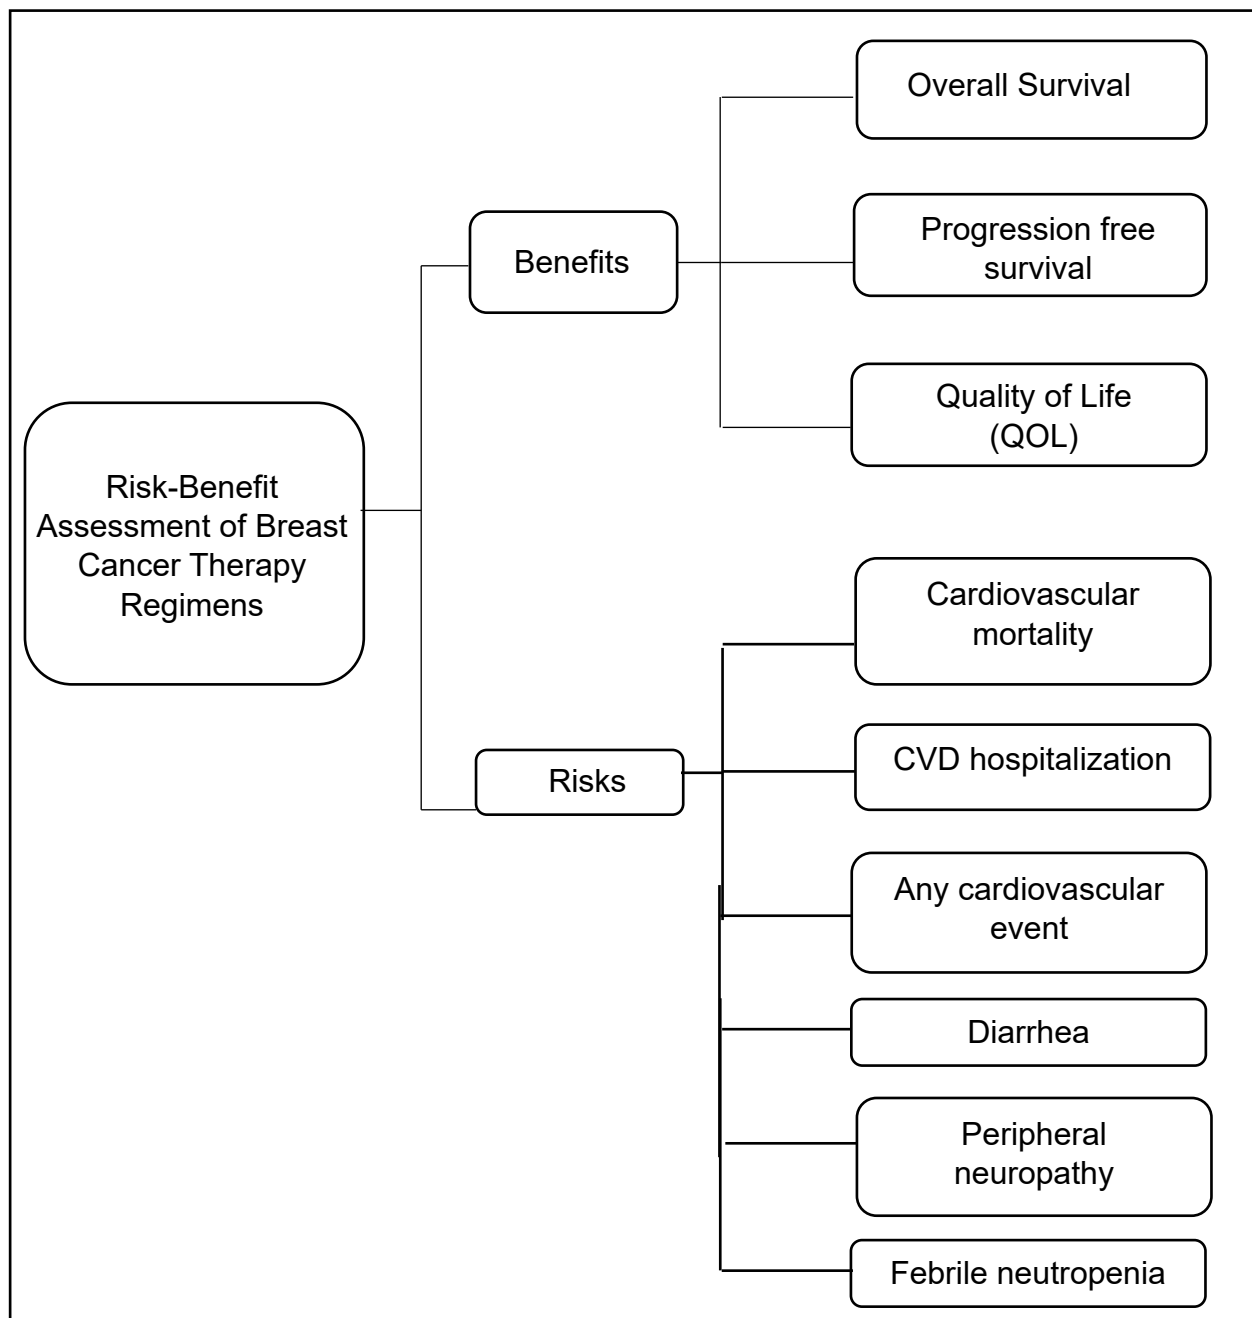 Risk-Benefit
Assessment of Breast
Cancer Therapy
Regimens
Benefits
Overall Survival
Progression free
survival
Quality of Life
(QOL)
Risks
Cardiovascular
mortality
CVD hospitalization
Any cardiovascular
event
Diarrhea
Peripheral
neuropathy
Febrile neutropenia